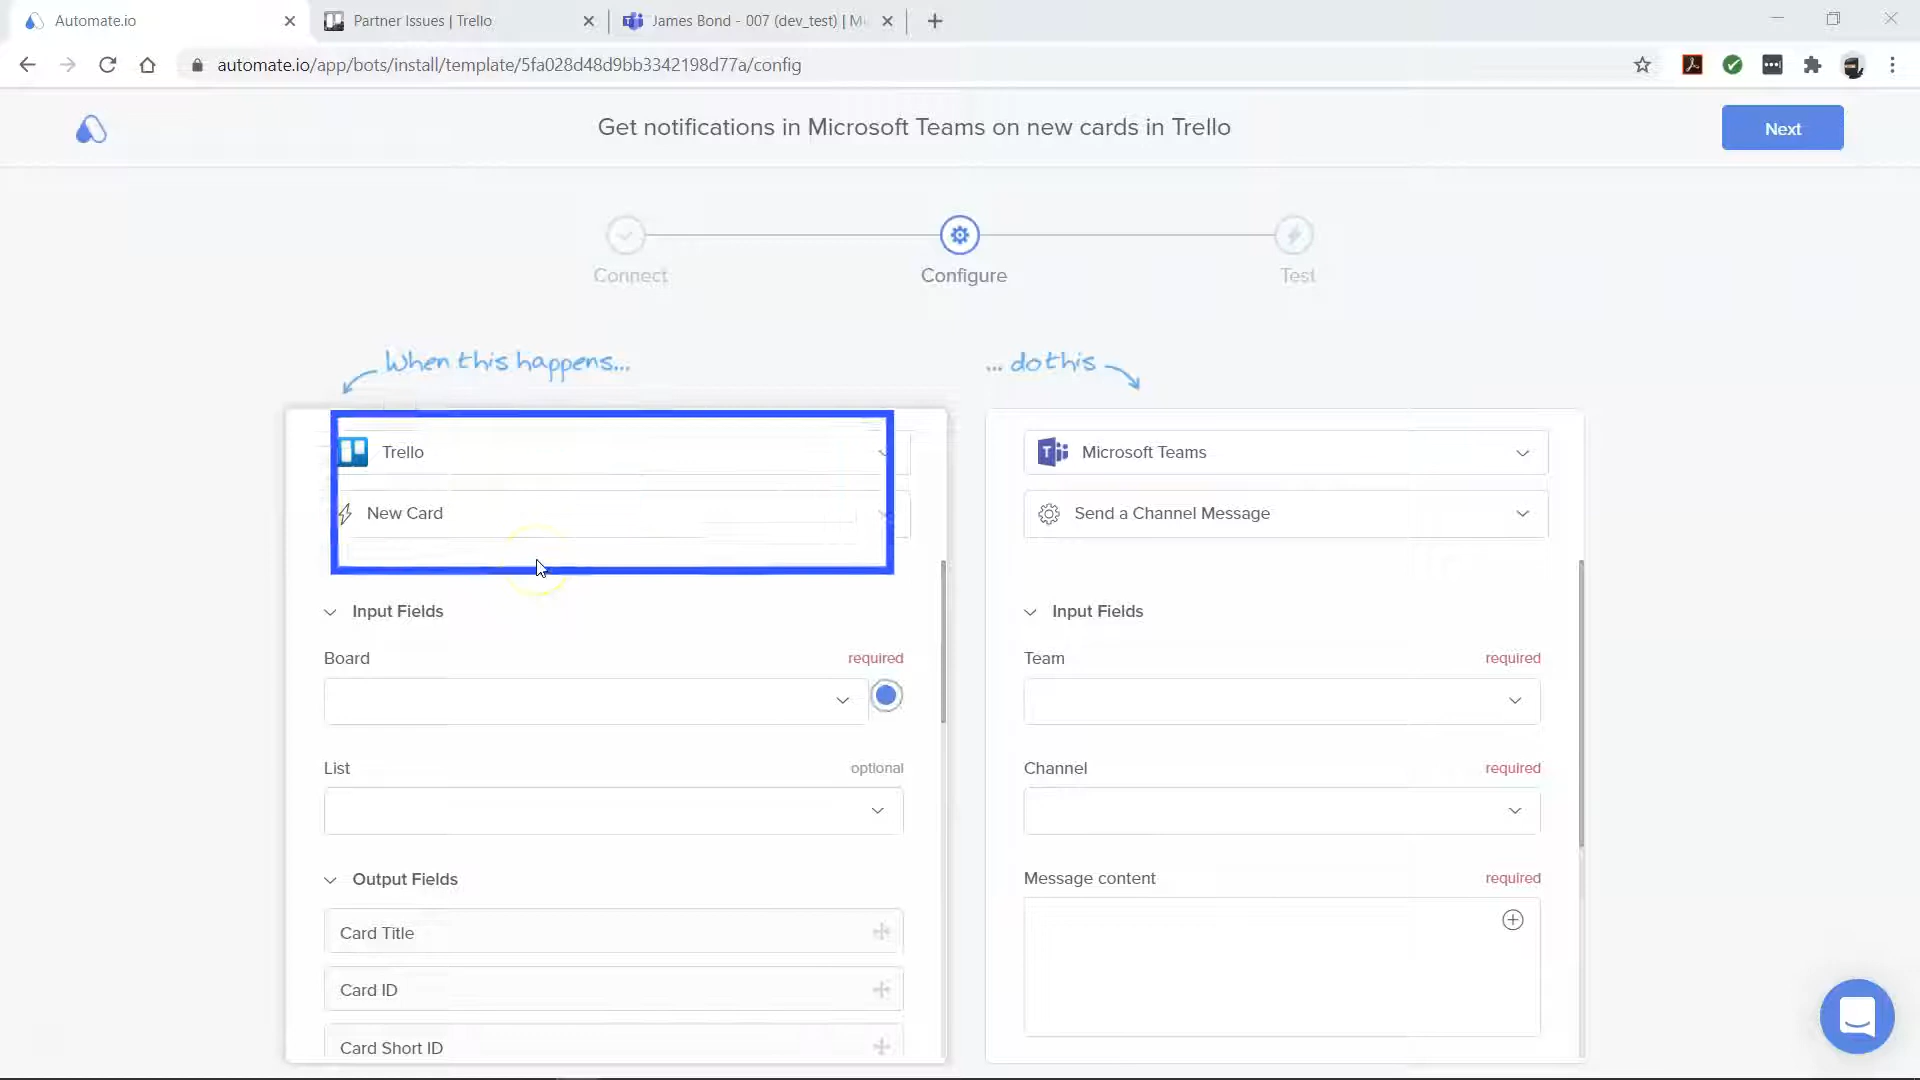 Automate.io
Partner Issues | Trello
James Bond - 007 (dev_test) | M
automate.io/app/bots/install/template/5fa028d48d9bb3342198d77a/config
Get notifications in Microsoft Teams on new cards in Trello
Next
Connect
Configure
Test
When this happens...
... do this
Trello
Microsoft Teams
New Card
Send a Channel Message
Input Fields
Input Fields
Board
required
Team
required
List
optional
Channel
required
Output Fields
Message content
required
Card Title
Card ID
Card Short ID